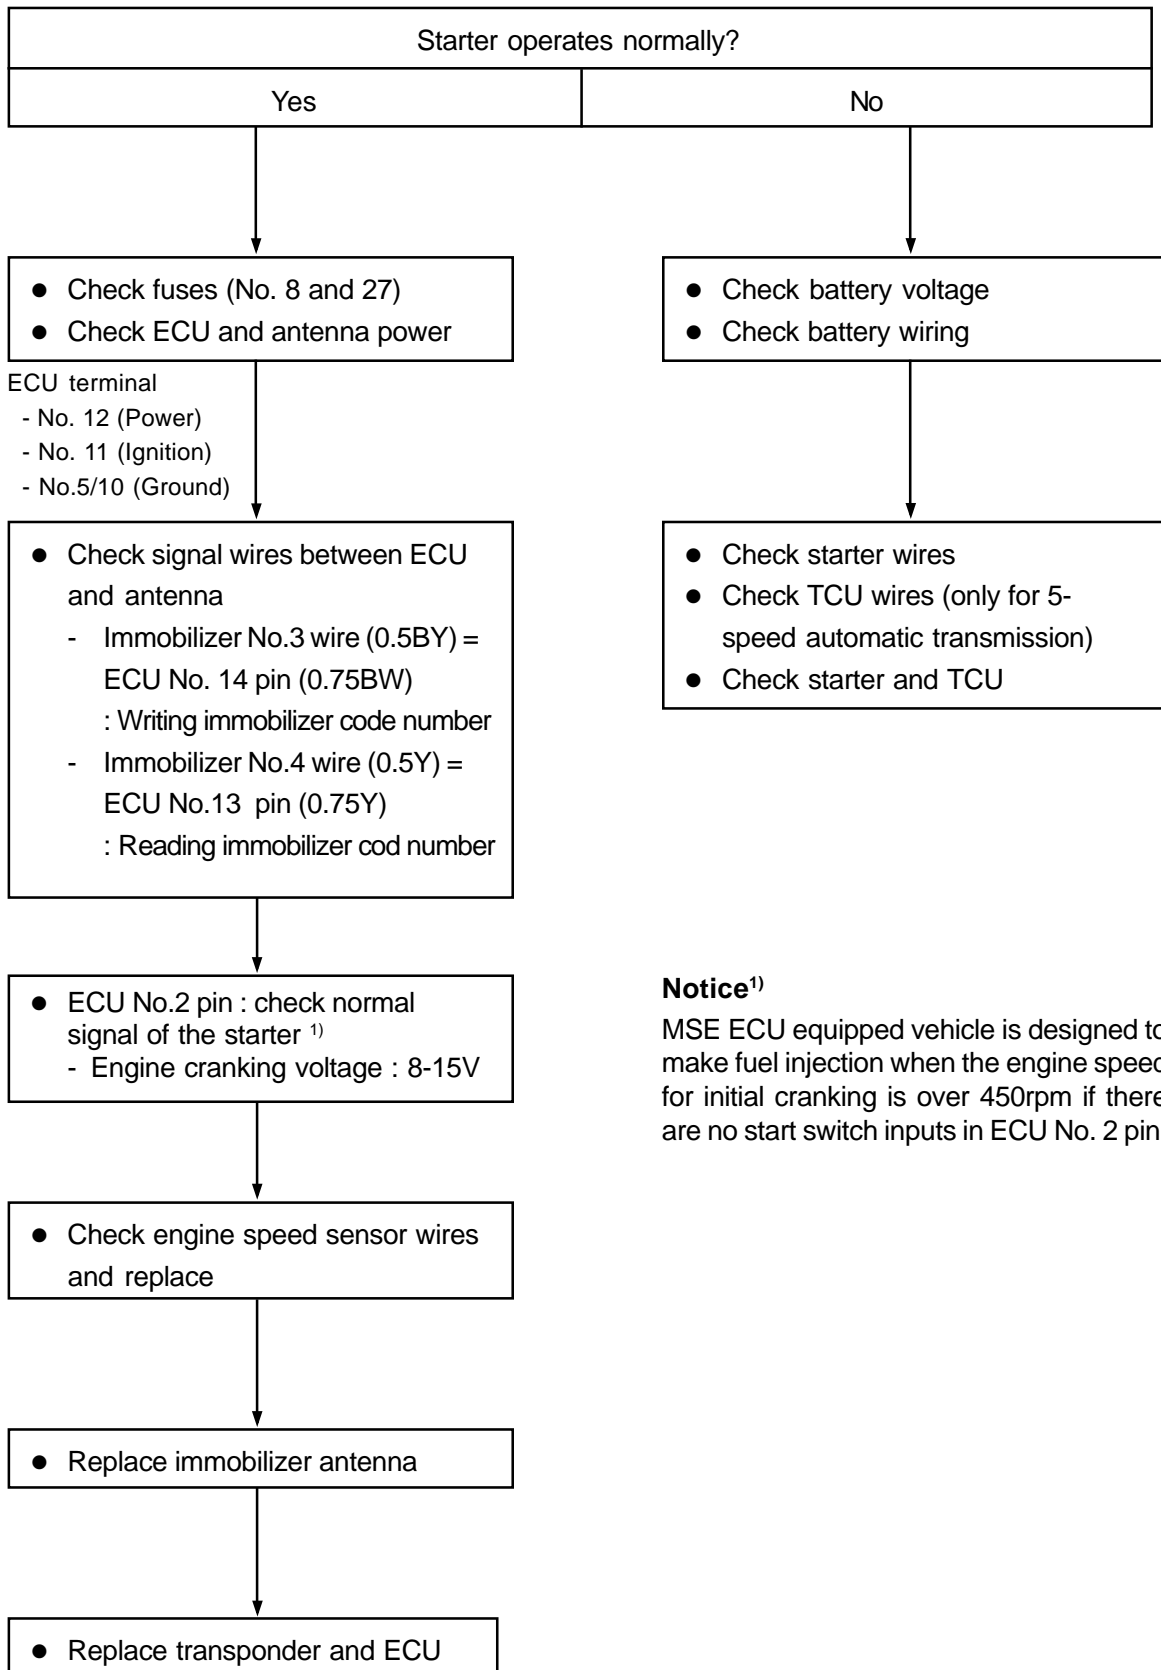 Starter operates normally?
Yes
No
● Check fuses (No. 8 and 27)
● Check ECU and antenna power
ECU terminal
- No. 12 (Power)
- No. 11 (Ignition)
- No.5/10 (Ground)
● Check signal wires between ECU
and antenna
- Immobilizer No.3 wire (0.5BY) =
ECU No. 14 pin (0.75BW)
: Writing immobilizer code number
- Immobilizer No.4 wire (0.5Y) =
ECU No.13 pin (0.75Y)
: Reading immobilizer cod number
● ECU No.2 pin : check normal
signal of the starter 1)
- Engine cranking voltage : 8-15V
● Check engine speed sensor wires
and replace
● Replace immobilizer antenna
● Replace transponder and ECU
● Check battery voltage
● Check battery wiring
● Check starter wires
● Check TCU wires (only for 5-
speed automatic transmission)
● Check starter and TCU
Notice1)
MSE ECU equipped vehicle is designed to
make fuel injection when the engine speed
for initial cranking is over 450rpm if there
are no start switch inputs in ECU No. 2 pin